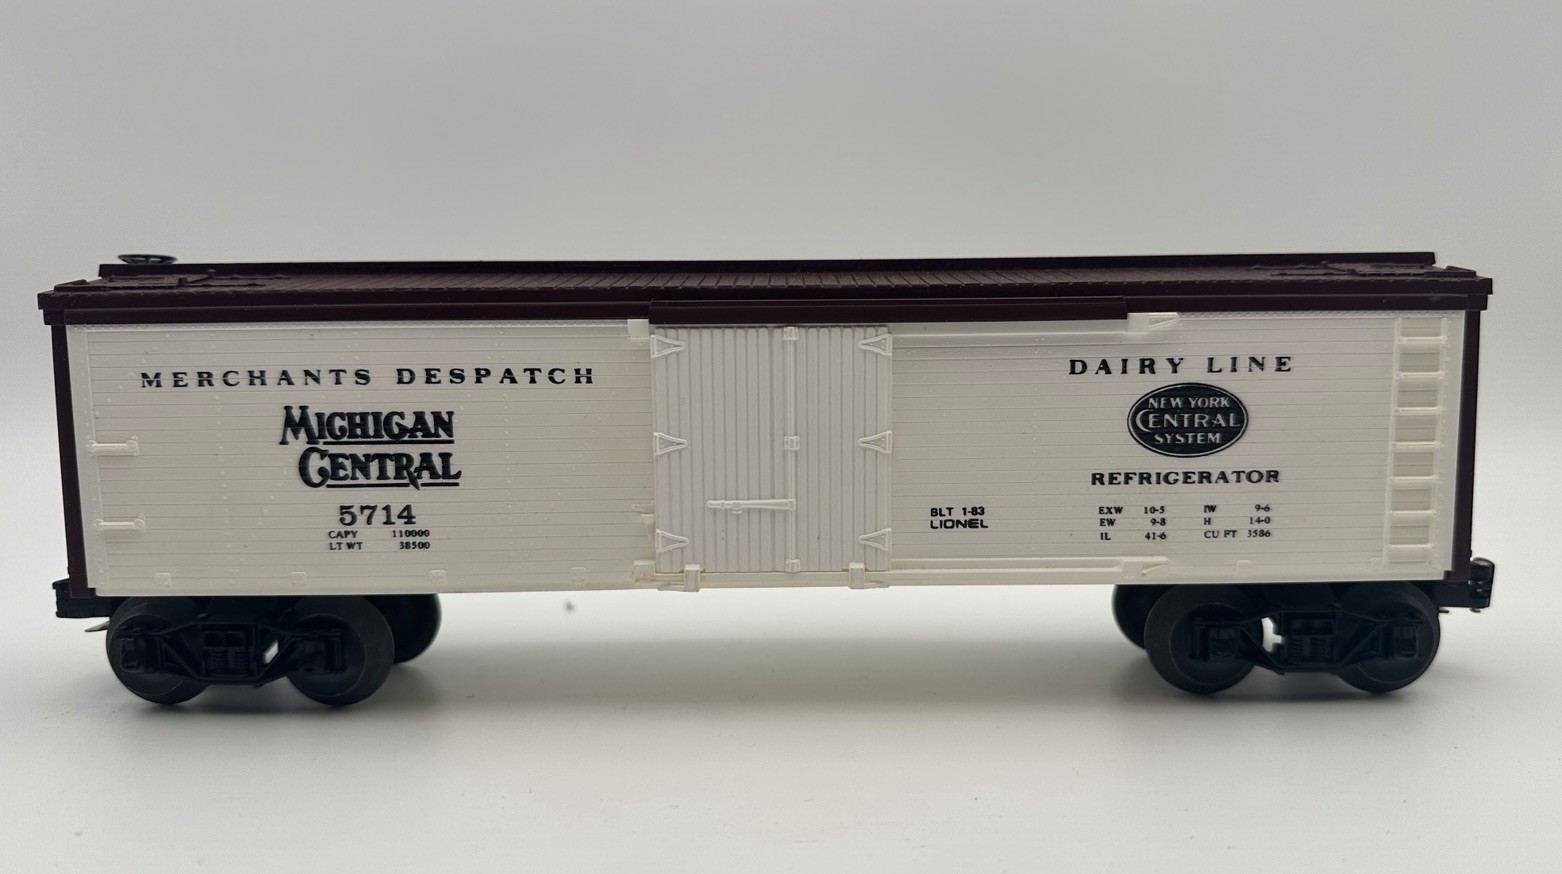 MERCHANTS DESPATCH
MICHIGAN
CENTRAL
5714
CAPY 110000
LT WT 38500
BLT 1-83
LIONEL
DAIRY LINE
NEW YORK
CENTRAL
SYSTEM
REFRIGERATOR
EXW 10-5 IW 9-6
EW 9-8 H 14-0
IL 41-6 CU FT 3586